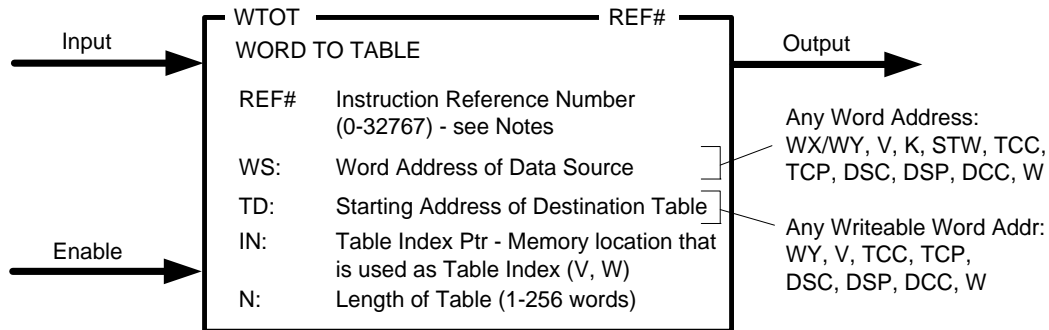 WTOT REF#
Input
WORD TO TABLE
Output
REF# Instruction Reference Number
(0-32767) - see Notes
WS: Word Address of Data Source
Any Word Address:
WX/WY, V, K, STW, TCC,
TCP, DSC, DSP, DCC, W
TD: Starting Address of Destination Table
Any Writeable Word Addr:
WY, V, TCC, TCP,
DSC, DSP, DCC, W
Enable
IN: Table Index Ptr - Memory location that
is used as Table Index (V, W)
N: Length of Table (1-256 words)